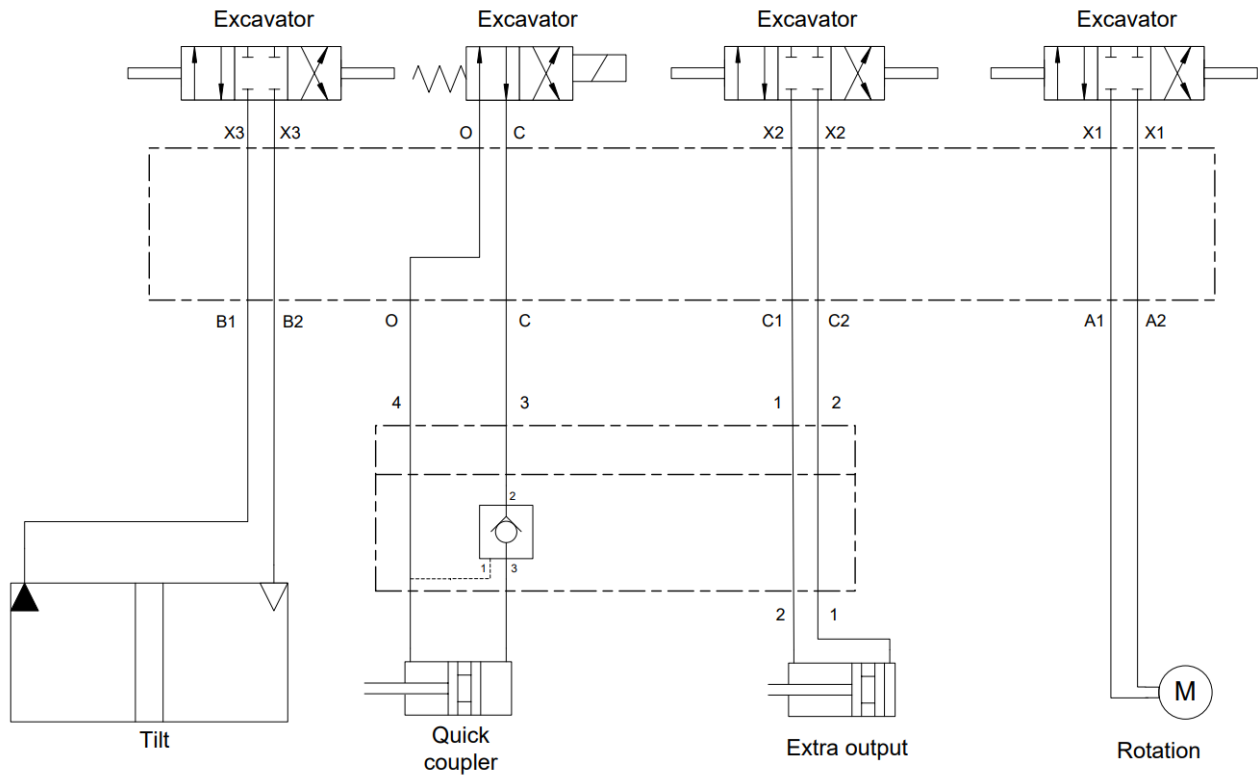 Excavator Excavator Excavator Excavator
X3 X3 O C X2 X2 X1 X1
B1 B2 O C C1 C2 A1 A2
4 3 1 2
2
1 3
2 1
M
Tilt
Quick
coupler
Extra output
Rotation